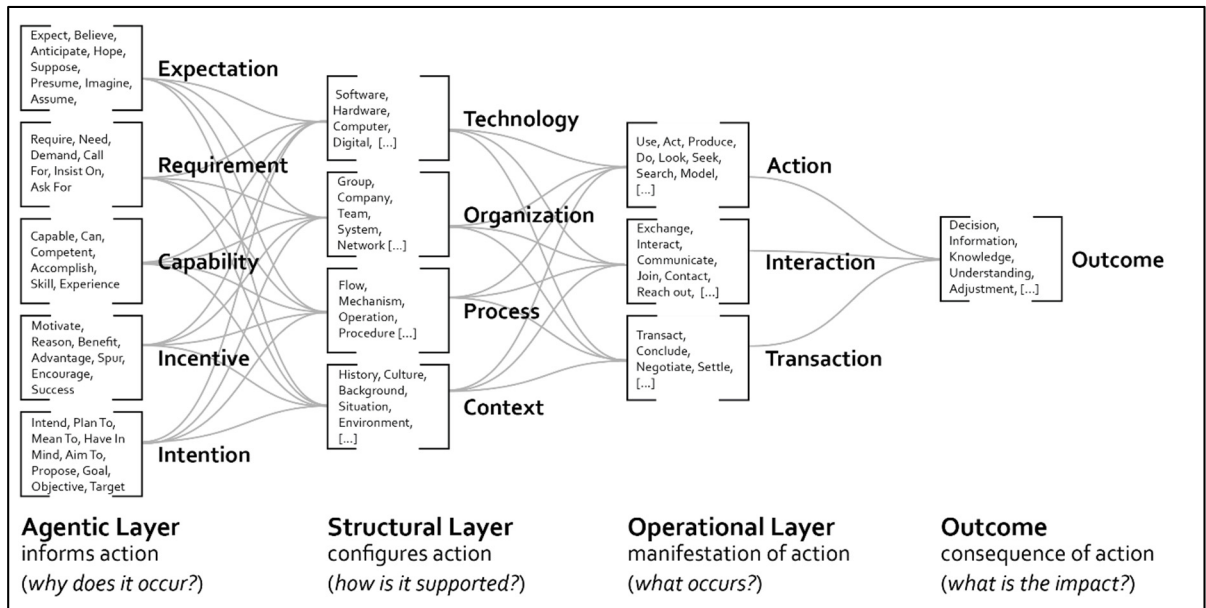 Expect, Believe,
Anticipate, Hope,
Suppose,
Presume, Imagine,
Assume,
Expectation
Require, Need,
Demand, Call
For, Insist On,
Ask For
Requirement
Capable, Can,
Competent,
Accomplish,
Skill, Experience
Capability
Motivate,
Reason, Benefit,
Advantage, Spur,
Encourage,
Success
Incentive
Intend, Plan To,
Mean To, Have In
Mind, Aim To,
Propose, Goal,
Objective, Target
Intention
Software,
Hardware,
Computer,
Digital, [...]
Technology
Group,
Company,
Team,
System,
Network [...]
Organization
Flow,
Mechanism,
Operation,
Procedure [...]
Process
History, Culture,
Background,
Situation,
Environment,
[...]
Context
Use, Act, Produce,
Do, Look, Seek,
Search, Model,
[...]
Action
Exchange,
Interact,
Communicate,
Join, Contact,
Reach out, [...]
Interaction
Transact,
Conclude,
Negotiate, Settle,
[...]
Transaction
Decision,
Information,
Knowledge,
Understanding,
Adjustment, [...]
Outcome
Agentic Layer
informs action
(why does it occur?)
Structural Layer
configures action
(how is it supported?)
Operational Layer
manifestation of action
(what occurs?)
Outcome
consequence of action
(what is the impact?)